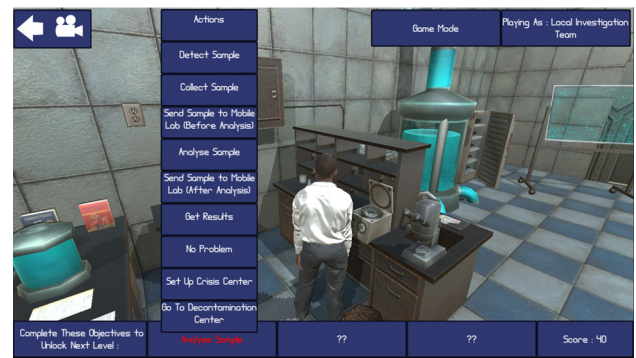 Actions
Game Mode
Playing As : Local Investigation
Team
Detect Sample
Collect Sample
Send Sample to Mobile
Lab (Before Analysis)
Analyse Sample
Send Sample to Mobile
Lab (After Analysis)
Get Results
No Problem
Set Up Crisis Center
Go To Decontamination
Center
Complete These Objectives to
Unlock Next Level :
Analyse Sample
??
??
Score : 40